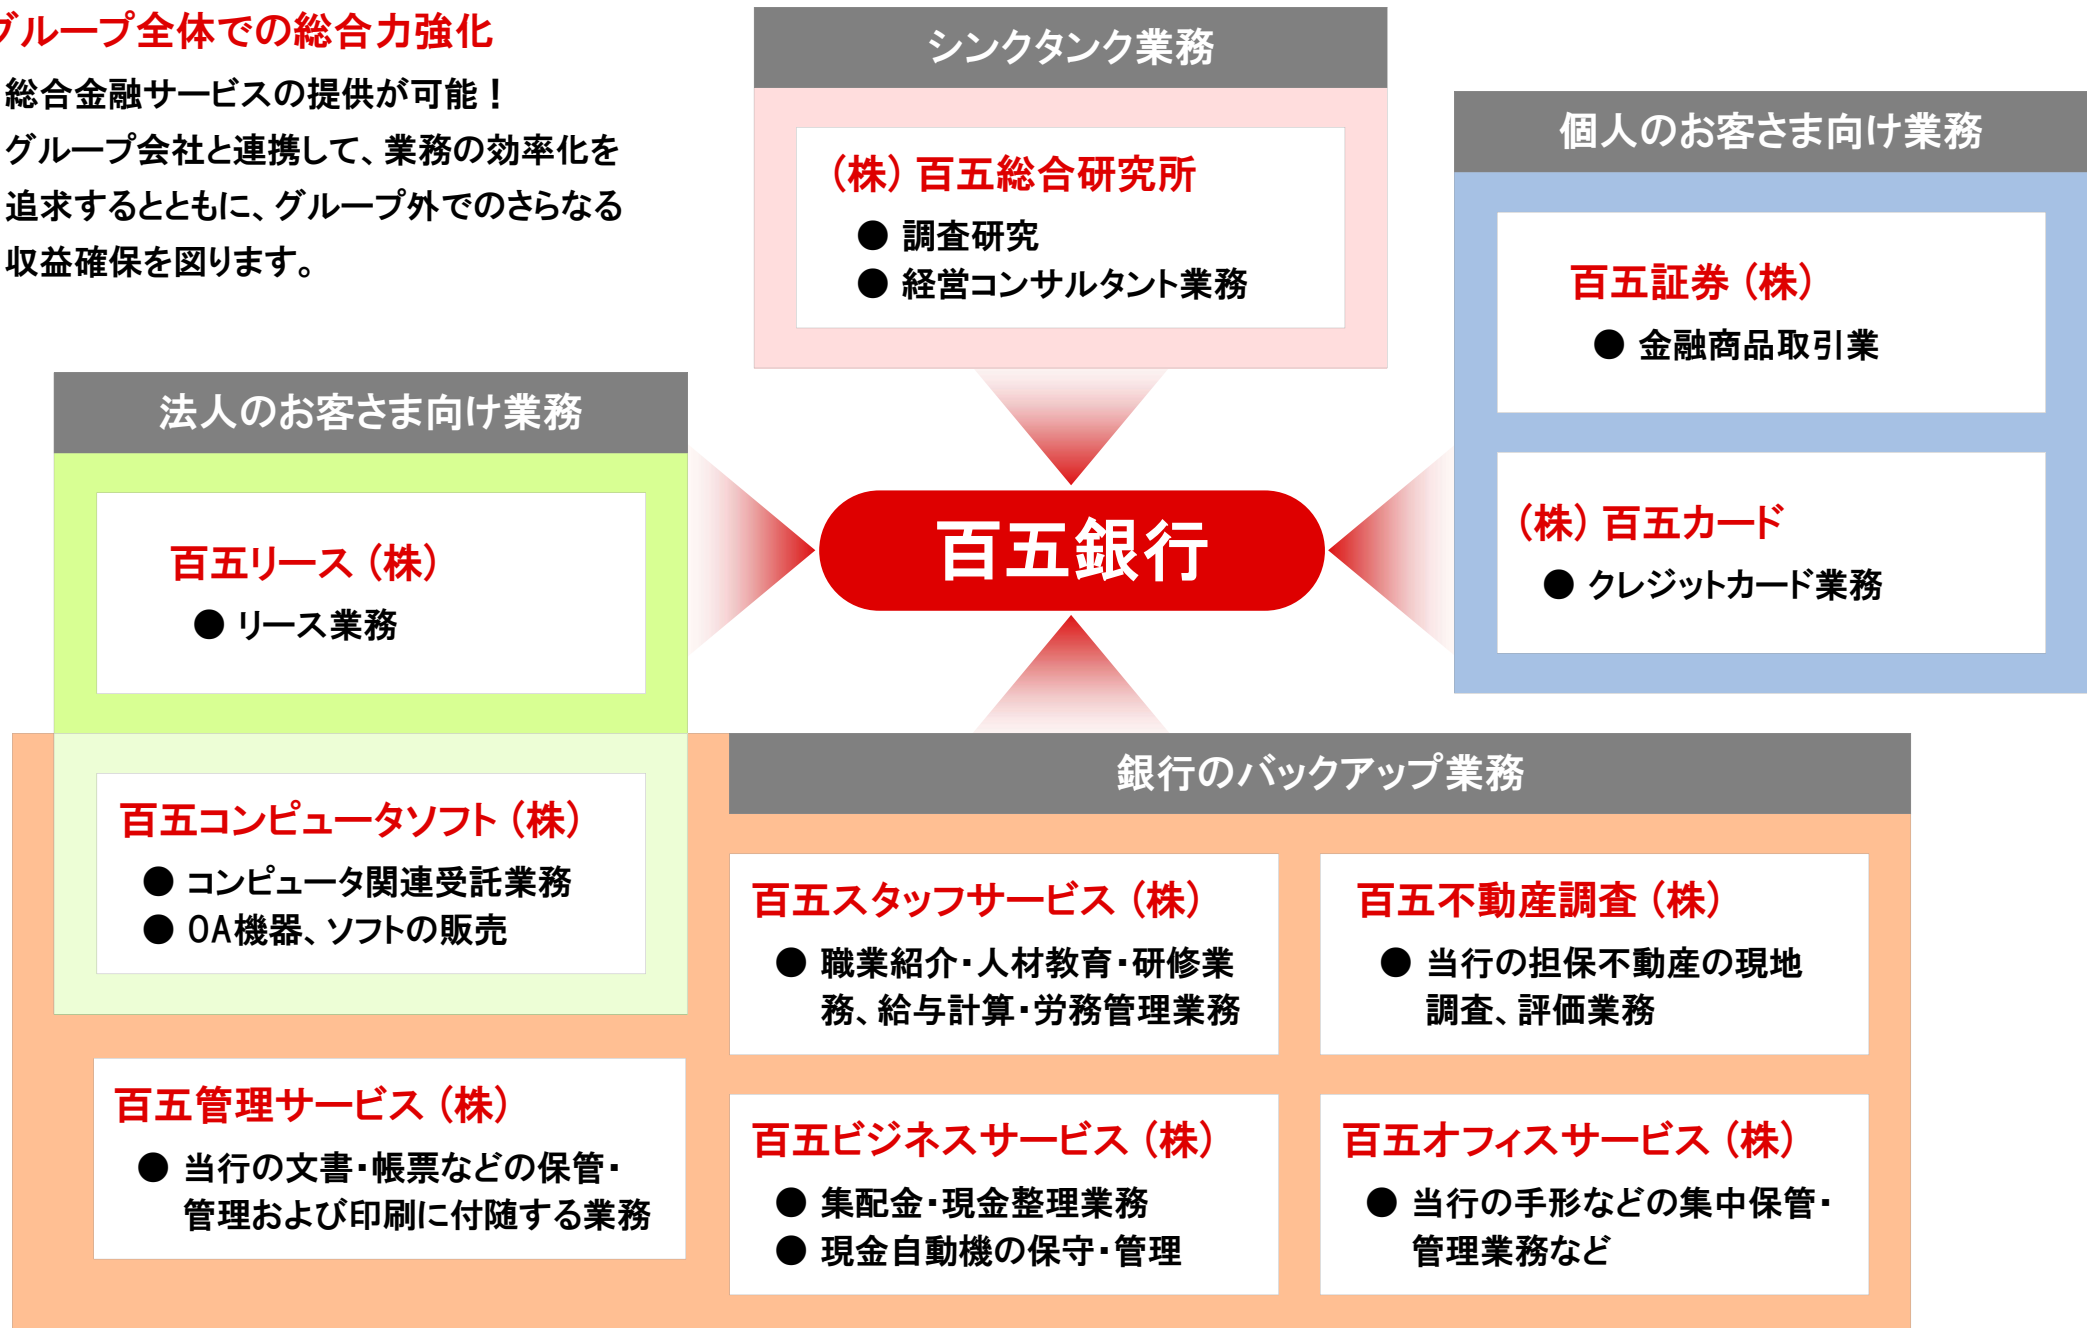 グループ全体での総合力強化
総合金融サービスの提供が可能！
グループ会社と連携して、業務の効率化を
追求するとともに、グループ外でのさらなる
収益確保を図ります。
シンクタンク業務
(株)百五総合研究所
● 調査研究
● 経営コンサルタント業務
個人のお客さま向け業務
百五証券(株)
● 金融商品取引業
(株)百五カード
● クレジットカード業務
法人のお客さま向け業務
百五リース(株)
● リース業務
百五銀行
百五コンピュータソフト(株)
● コンピュータ関連受託業務
● OA機器、ソフトの販売
百五管理サービス(株)
● 当行の文書・帳票などの保管・
管理および印刷に付随する業務
銀行のバックアップ業務
百五スタッフサービス(株)
● 職業紹介・人材教育・研修業
務、給与計算・労務管理業務
百五不動産調査(株)
● 当行の担保不動産の現地
調査、評価業務
百五ビジネスサービス(株)
● 集配金・現金整理業務
● 現金自動機の保守・管理
百五オフィスサービス(株)
● 当行の手形などの集中保管・
管理業務など